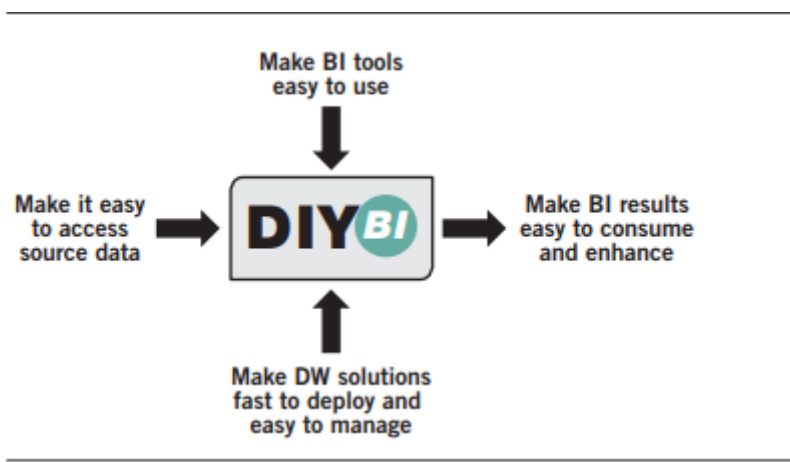 Make BI tools
easy to use
Make it easy
to access
source data
DIY BI
Make BI results
easy to consume
and enhance
Make DW solutions
fast to deploy and
easy to manage